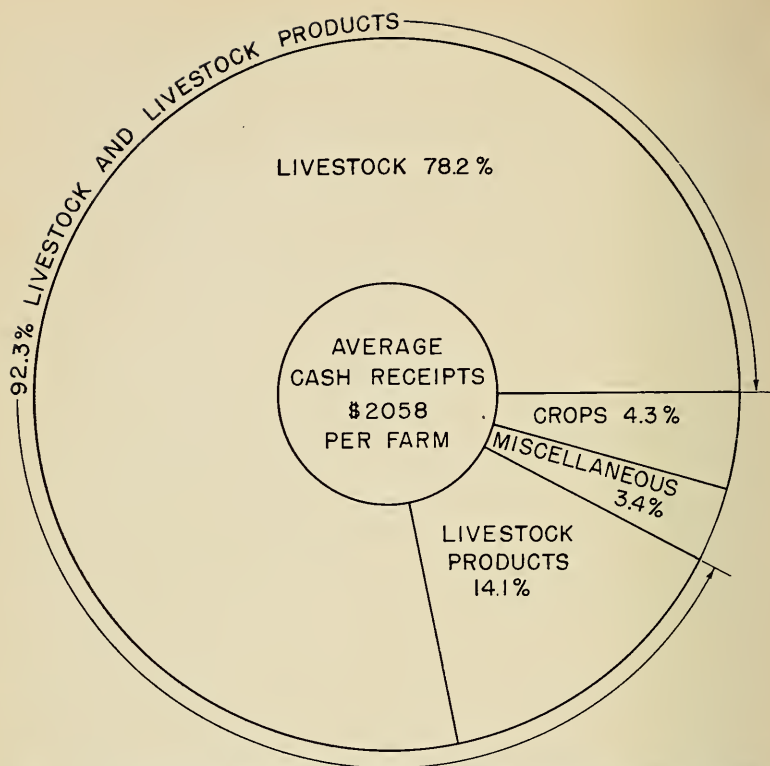 92.3% LIVESTOCK AND LIVESTOCK PRODUCTS
LIVESTOCK 78.2%
AVERAGE
CASH RECEIPTS
$2058
PER FARM
CROPS 4.3%
MISCELLANEOUS
3.4%
LIVESTOCK
PRODUCTS
14.1%